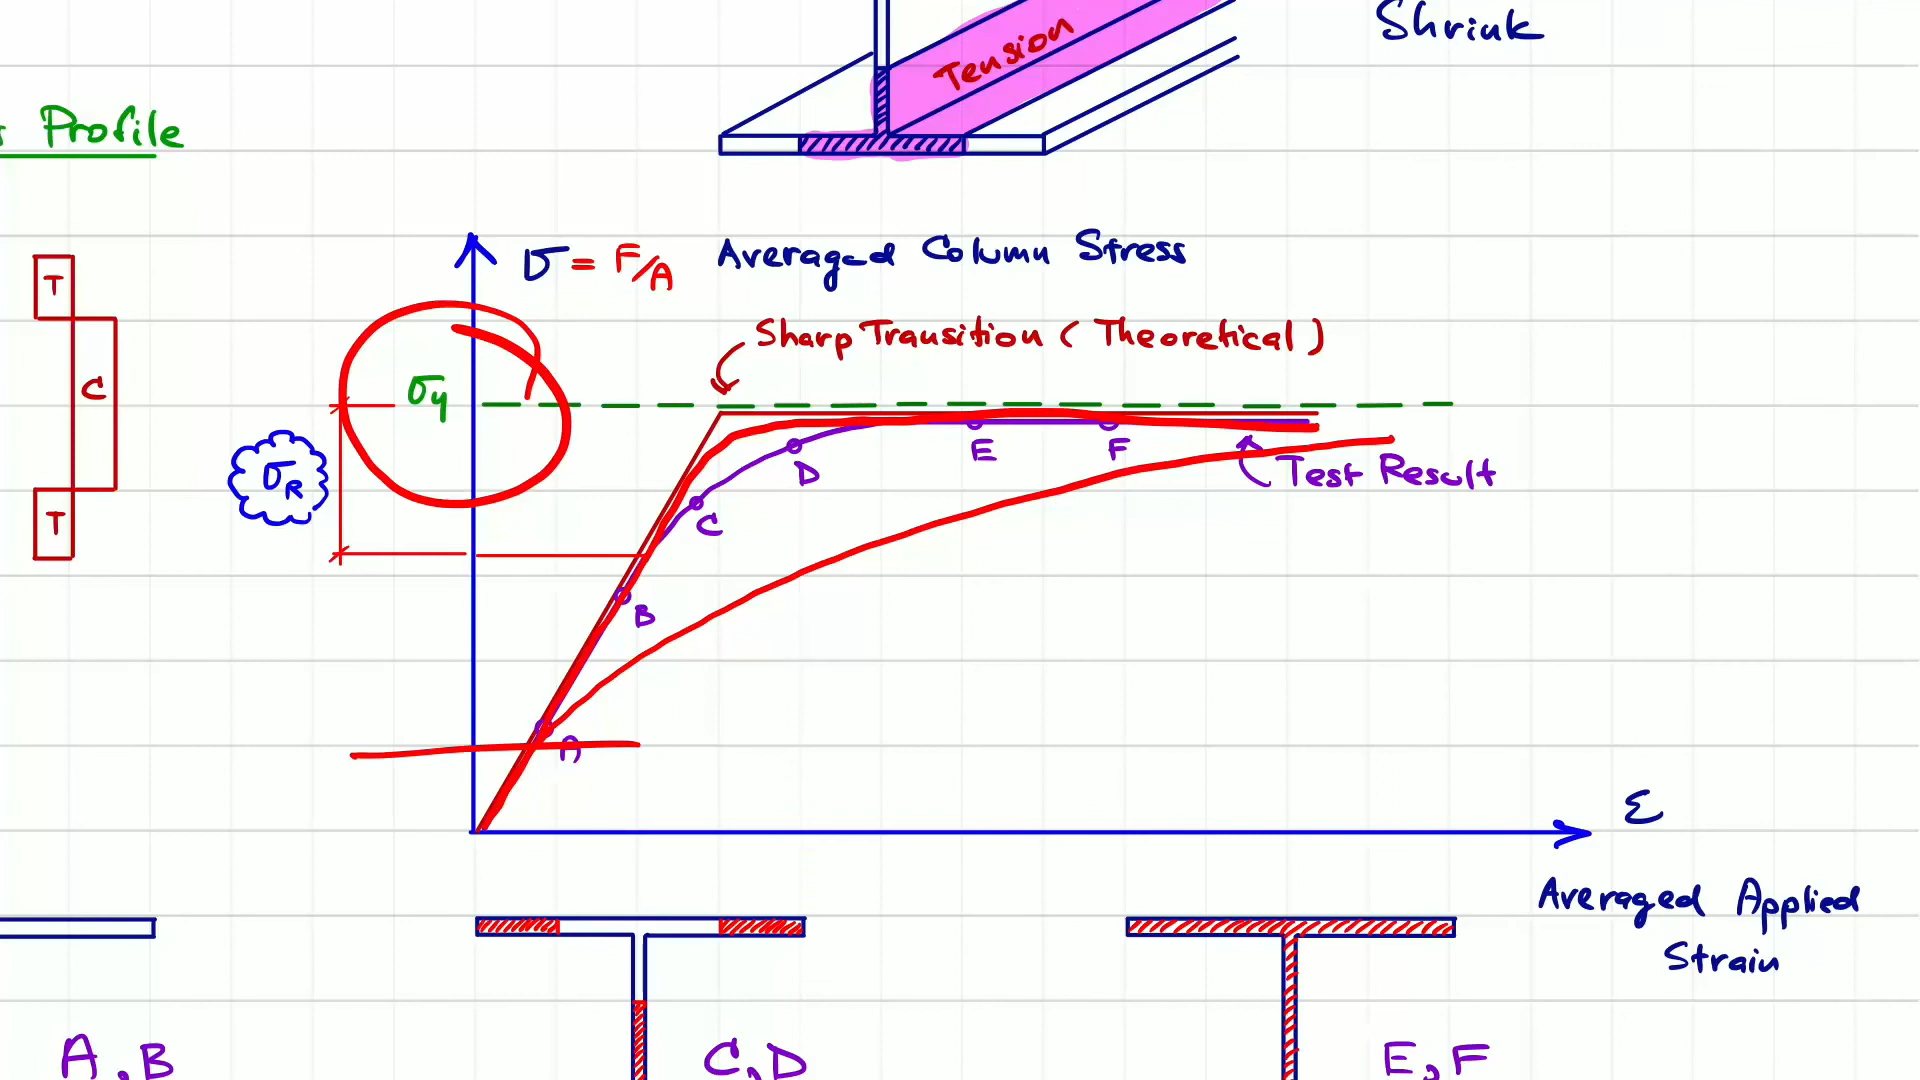 Shrink
Tension
Profile
σ = F/A Averaged Column Stress
T
C
T
Sharp Transition (Theoretical)
σy
σR
E
F
D
Test Result
C
B
A
ε
Averaged Applied
Strain
A,B
C,D
E,F